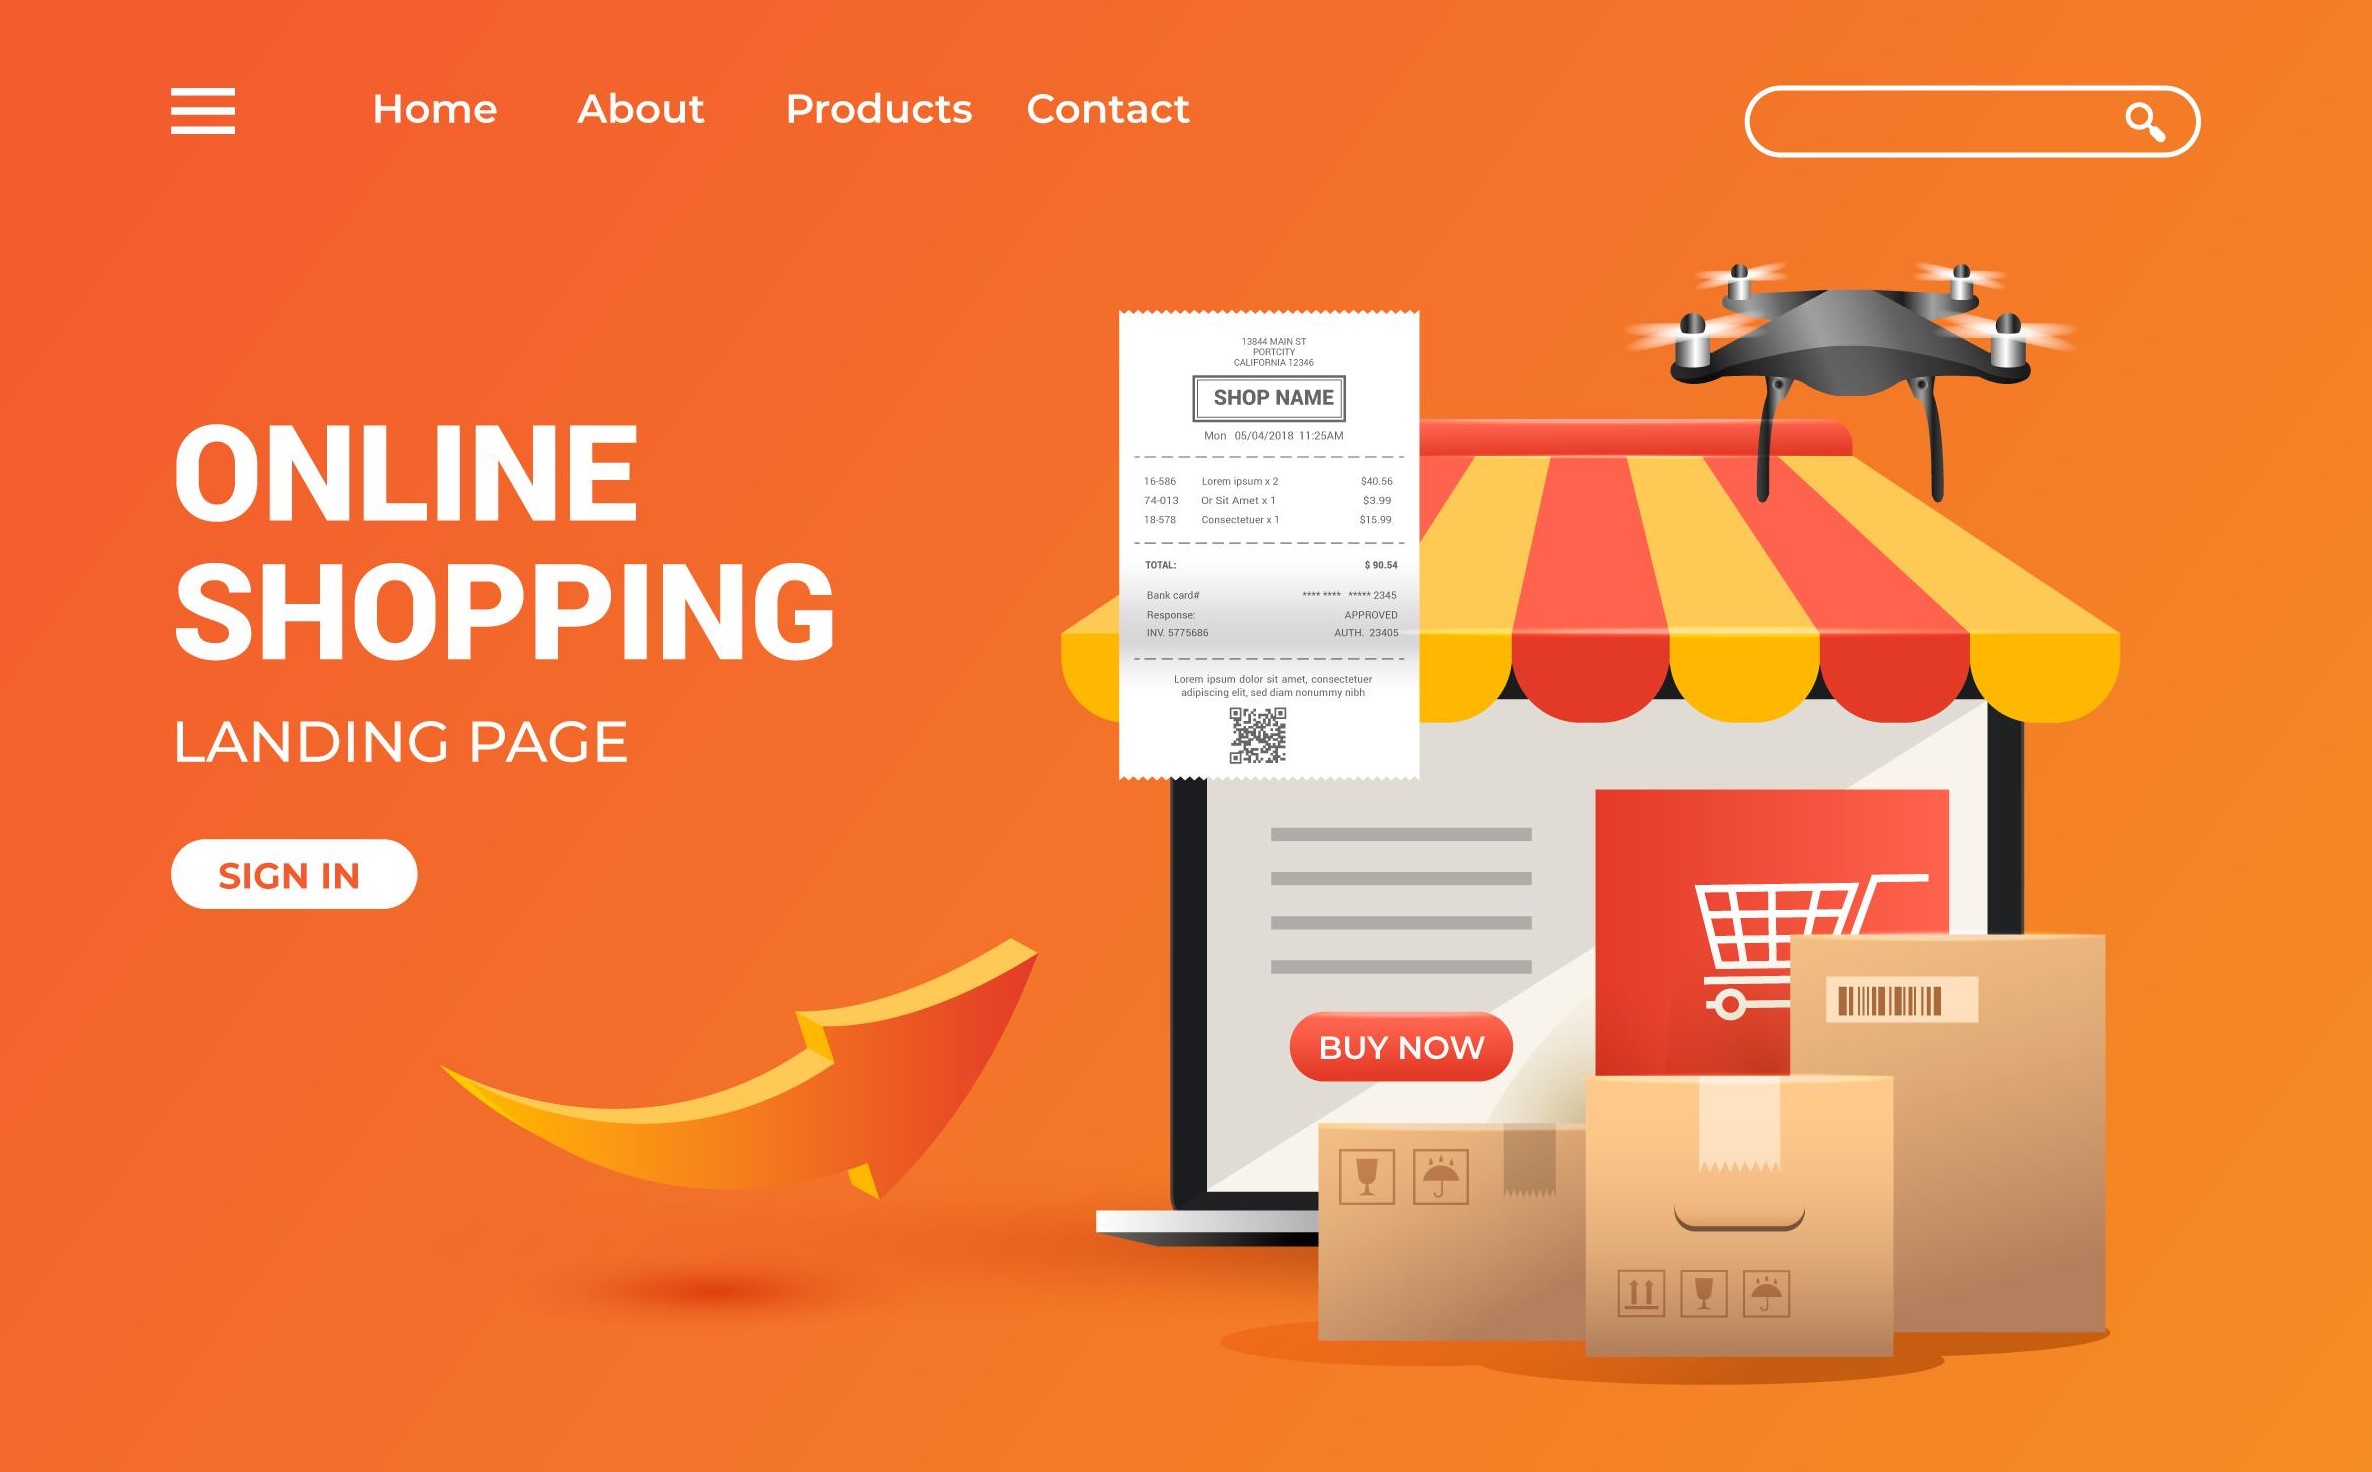 Home About Products Contact
ONLINE
SHOPPING
LANDING PAGE
SIGN IN
13844 MAIN ST
PORTCITY
CALIFORNIA 12346
SHOP NAME
Mon 05/04/2018 11:25AM
16-586 Lorem ipsum x 2 $40.56
74-013 Or Sit Amet x 1 $3.99
18-578 Consectetuer x 1 $15.99
TOTAL: $ 90.54
Bank card# **** **** ***** 2345
Response: APPROVED
INV. 5775686 AUTH. 23405
Lorem ipsum dolor sit amet, consectetuer
adipiscing elit, sed diam nonummy nibh
BUY NOW